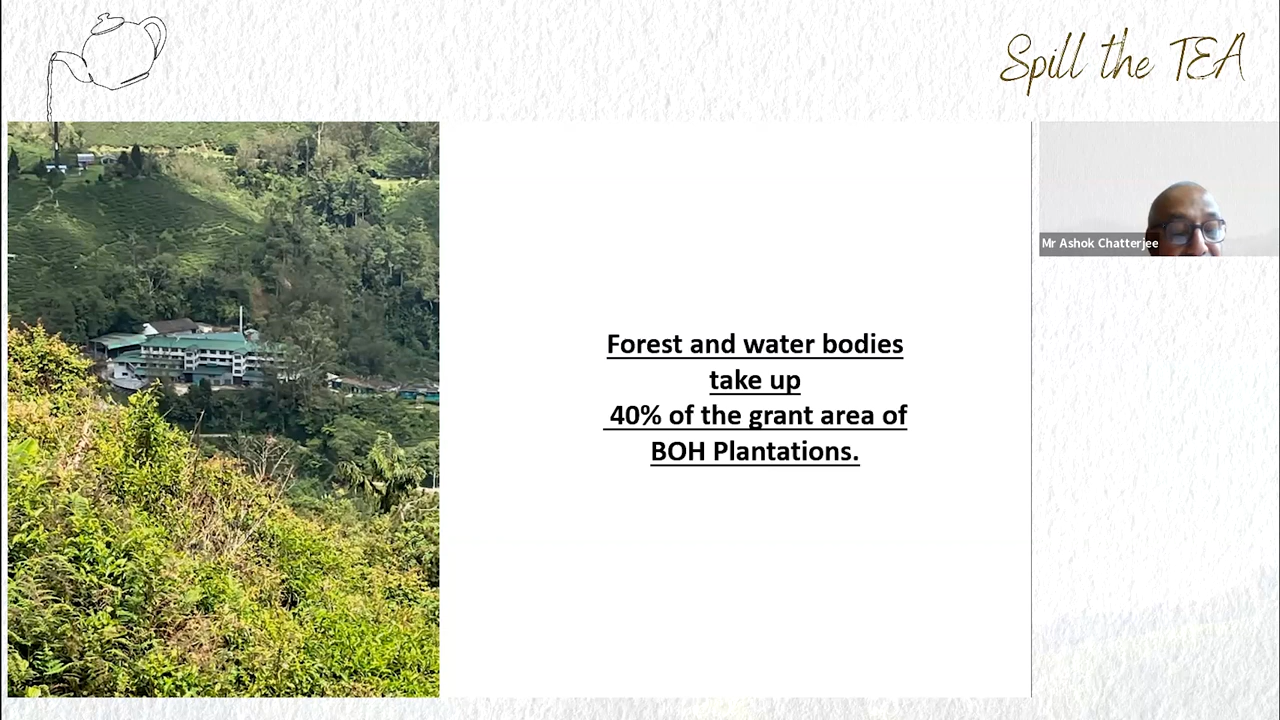 Spill the TEA
Mr Ashok Chatterjee
Forest and water bodies
take up
40% of the grant area of
BOH Plantations.